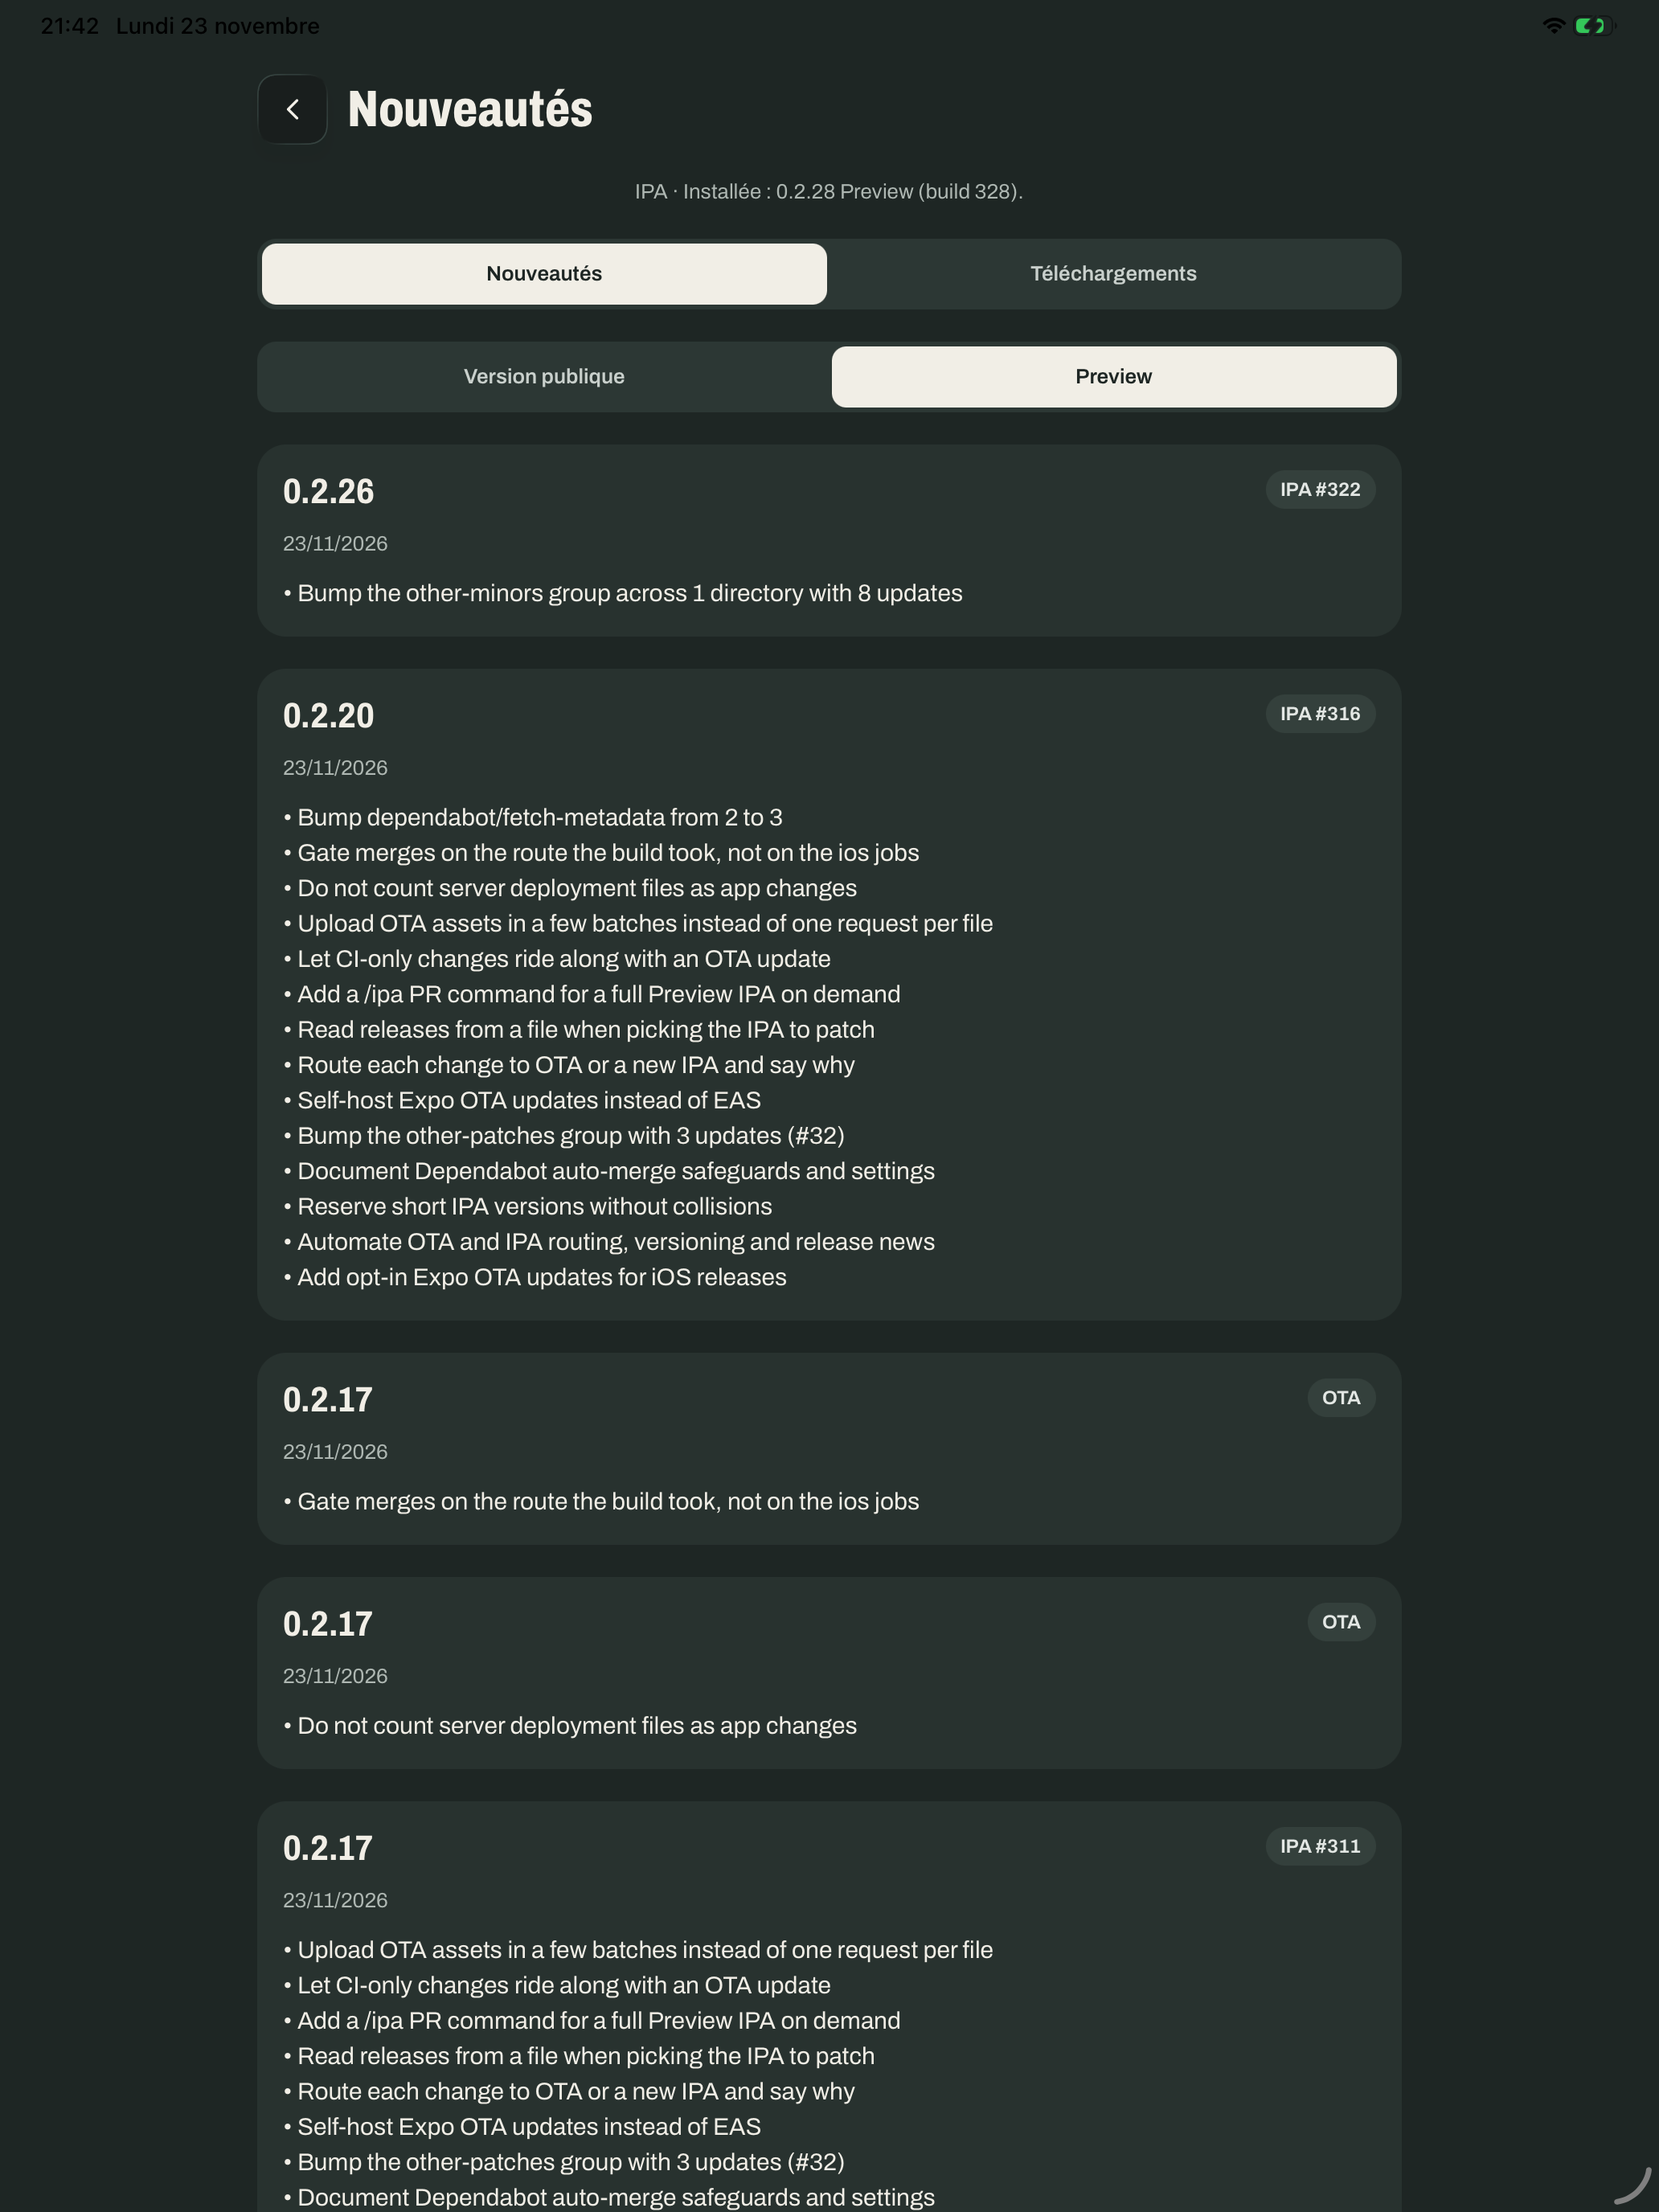 21:42 Lundi 23 novembre
Nouveautés
IPA · Installée : 0.2.28 Preview (build 328).
Nouveautés Téléchargements
Version publique Preview
0.2.26 IPA #322
23/11/2026
• Bump the other-minors group across 1 directory with 8 updates
0.2.20 IPA #316
23/11/2026
• Bump dependabot/fetch-metadata from 2 to 3
• Gate merges on the route the build took, not on the ios jobs
• Do not count server deployment files as app changes
• Upload OTA assets in a few batches instead of one request per file
• Let CI-only changes ride along with an OTA update
• Add a /ipa PR command for a full Preview IPA on demand
• Read releases from a file when picking the IPA to patch
• Route each change to OTA or a new IPA and say why
• Self-host Expo OTA updates instead of EAS
• Bump the other-patches group with 3 updates (#32)
• Document Dependabot auto-merge safeguards and settings
• Reserve short IPA versions without collisions
• Automate OTA and IPA routing, versioning and release news
• Add opt-in Expo OTA updates for iOS releases
0.2.17 OTA
23/11/2026
• Gate merges on the route the build took, not on the ios jobs
0.2.17 OTA
23/11/2026
• Do not count server deployment files as app changes
0.2.17 IPA #311
23/11/2026
• Upload OTA assets in a few batches instead of one request per file
• Let CI-only changes ride along with an OTA update
• Add a /ipa PR command for a full Preview IPA on demand
• Read releases from a file when picking the IPA to patch
• Route each change to OTA or a new IPA and say why
• Self-host Expo OTA updates instead of EAS
• Bump the other-patches group with 3 updates (#32)
• Document Dependabot auto-merge safeguards and settings